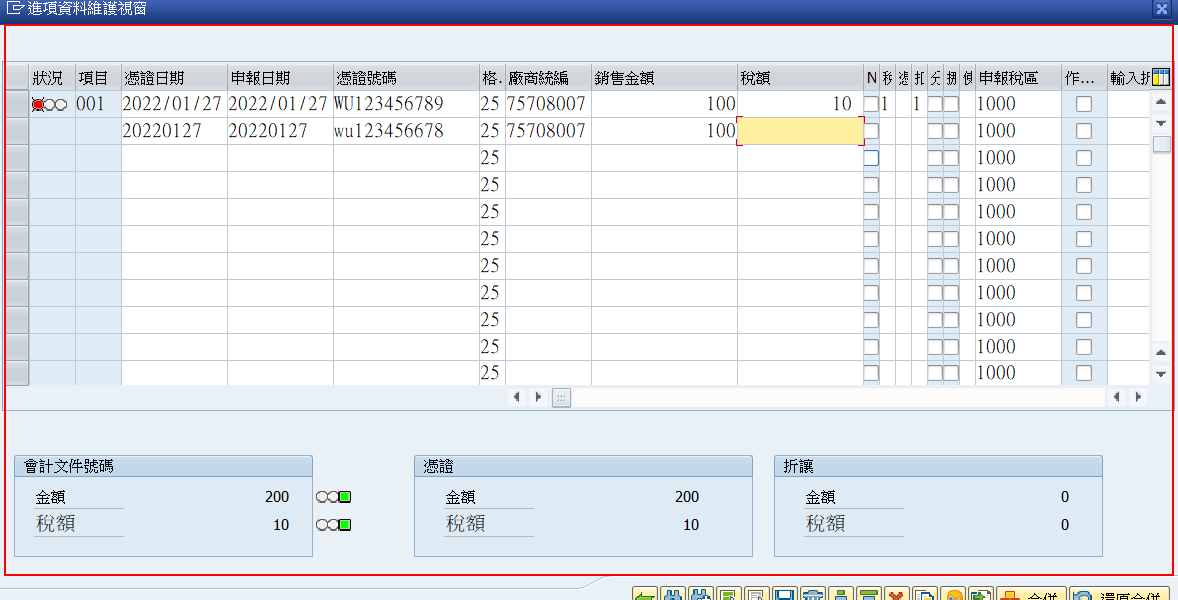 進項資料維護視窗
狀況 項目 憑證日期 申報日期 憑證號碼 格. 廠商統編 銷售金額 稅額 N 稅 憑 扣 分 捆 使 申報稅區 作... 輸入折
001 2022/01/27 2022/01/27 WU123456789 25 75708007 100 10 1 1 1000
20220127 20220127 wu123456678 25 75708007 100 1000
25 1000
25 1000
25 1000
25 1000
25 1000
25 1000
25 1000
25 1000
25 1000
會計文件號碼 憑證 折讓
金額 200 金額 200 金額 0
稅額 10 稅額 10 稅額 0
合併 還原合併